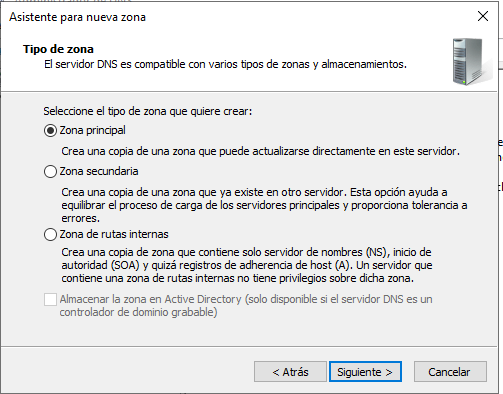 Asistente para nueva zona
Tipo de zona
El servidor DNS es compatible con varios tipos de zonas y almacenamientos.
Seleccione el tipo de zona que quiere crear:
Zona principal
Crea una copia de una zona que puede actualizarse directamente en este servidor.
Zona secundaria
Crea una copia de una zona que ya existe en otro servidor. Esta opción ayuda a
equilibrar el proceso de carga de los servidores principales y proporciona tolerancia a
errores.
Zona de rutas internas
Crea una copia de zona que contiene solo servidor de nombres (NS), inicio de
autoridad (SOA) y quizá registros de adherencia de host (A). Un servidor que
contiene una zona de rutas internas no tiene privilegios sobre dicha zona.
Almacenar la zona en Active Directory (solo disponible si el servidor DNS es un
controlador de dominio grabable)
< Atrás
Siguiente >
Cancelar